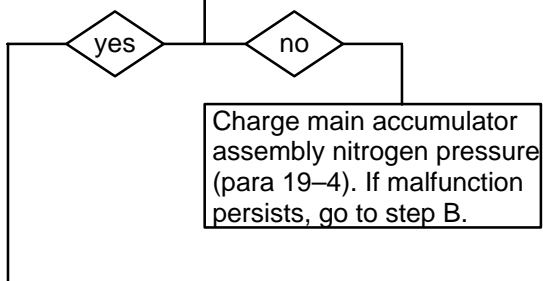 yes
no
Charge main accumulator
assembly nitrogen pressure
(para 19–4). If malfunction
persists, go to step B.